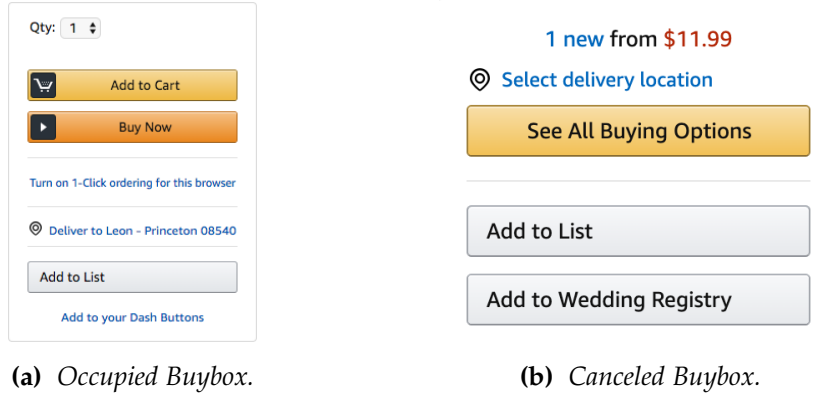 Qty: 1
Add to Cart
Buy Now
Turn on 1-Click ordering for this browser
Deliver to Leon - Princeton 08540
Add to List
Add to your Dash Buttons
(a) Occupied Buybox.
1 new from $11.99
Select delivery location
See All Buying Options
Add to List
Add to Wedding Registry
(b) Canceled Buybox.